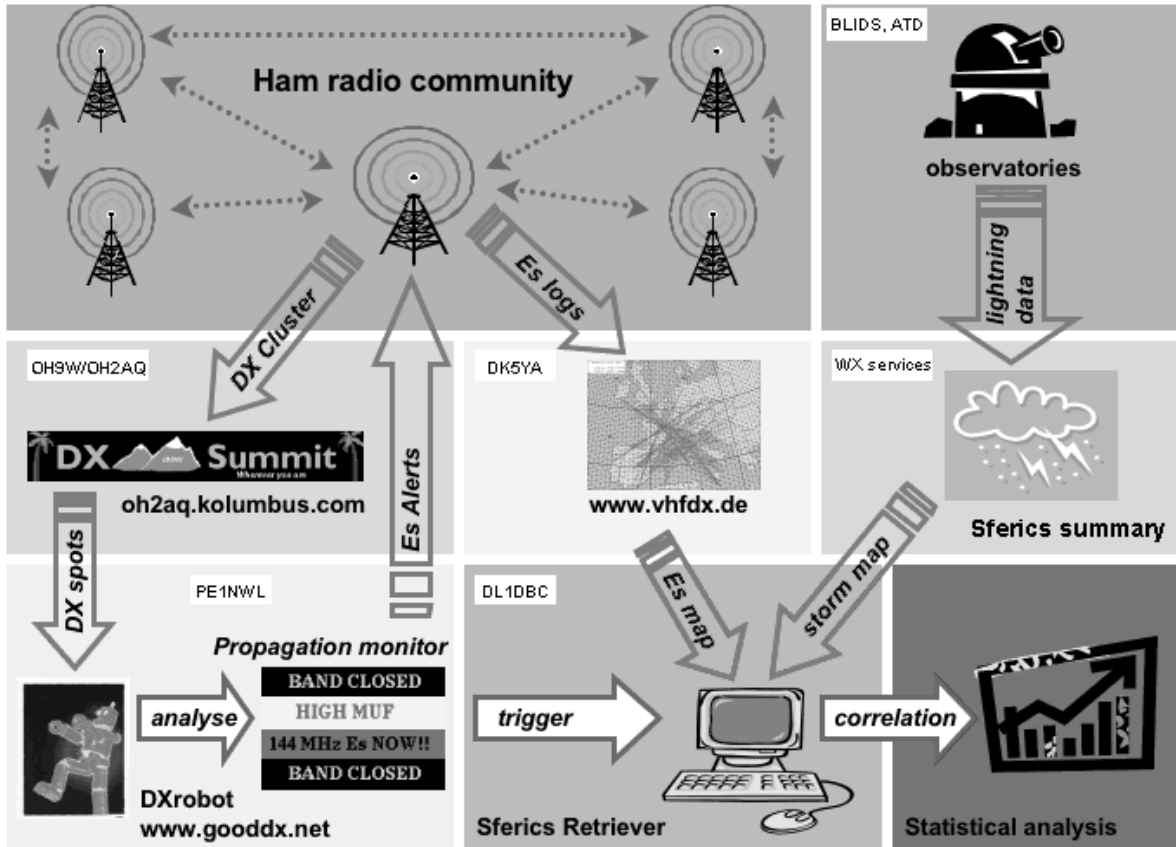 Ham radio community
BLIDS, ATD
observatories
lightning
data
DX Cluster
Es logs
OH9W/OH2AQ
DX Summit
Wherever you are
oh2aq.kolumbus.com
Es Alerts
DK5YA
www.vhfdx.de
WX services
Sferics summary
DX spots
PE1NWL
Propagation monitor
BAND CLOSED
HIGH MUF
144 MHz Es NOW!!
BAND CLOSED
analyse
DXrobot
www.gooddx.net
DL1DBC
Es map
storm map
trigger
Sferics Retriever
correlation
Statistical analysis